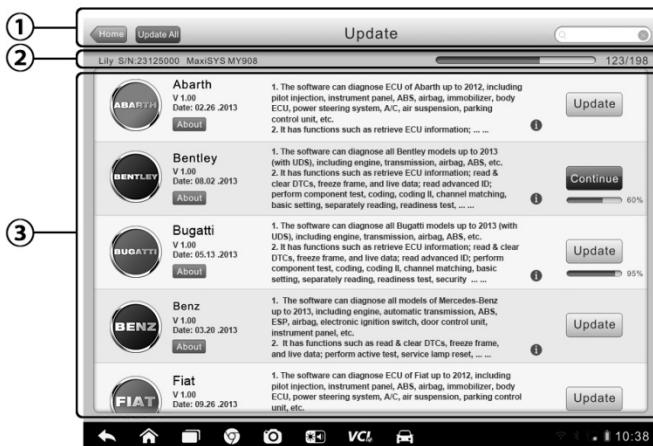 ①
Home Update All Update
②
Lily S/N:23125000 MaxiSYS MY908 123/198
③
ABARTH
Abarth
V 1.00
Date: 02.26 .2013
About
1. The software can diagnose ECU of Abarth up to 2012, including
pilot injection, instrument panel, ABS, airbag, immobilizer, body
ECU, power steering system, A/C, air suspension, parking
control unit, etc.
2. It has functions such as retrieve ECU information; ... ...
i
Update
BENTLEY
Bentley
V 1.00
Date: 08.02 .2013
About
1. The software can diagnose all Bentley models up to 2013
(with UDS), including engine, transmission, airbag, ABS, etc.
2. It has functions such as retrieve ECU information; read &
clear DTCs, freeze frame, and live data; read advanced ID;
perform component test, coding, coding II, channel matching,
basic setting, separately reading, readiness test, ... ...
i
Continue
60%
BUGATTI
Bugatti
V 1.00
Date: 05.13 .2013
About
1. The software can diagnose all Bugatti models up to 2013 (with
UDS), including engine, transmission, airbag, ABS, etc.
2. It has functions such as retrieve ECU information; read & clear
DTCs, freeze frame, and live data; read advanced ID; perform
component test, coding, coding II, channel matching, basic
setting, separately reading, readiness test, security ... ...
i
Update
95%
BENZ
Benz
V 1.00
Date: 03.20 .2013
About
1. The software can diagnose all models of Mercedes-Benz
up to 2013, including engine, automatic transmission, ABS,
ESP, airbag, electronic ignition switch, door control unit,
instrument panel, etc.
2. It has functions such as read & clear DTCs, freeze frame,
and live data; perform active test, service lamp reset, ... ...
i
Update
FIAT
Fiat
V 1.00
Date: 09.26 .2013
1. The software can diagnose ECU of Fiat up to 2012, including
pilot injection, instrument panel, ABS, airbag, immobilizer, body
ECU, power steering system, A/C, air suspension, parking control
unit, etc.
Update
VCI
10:38